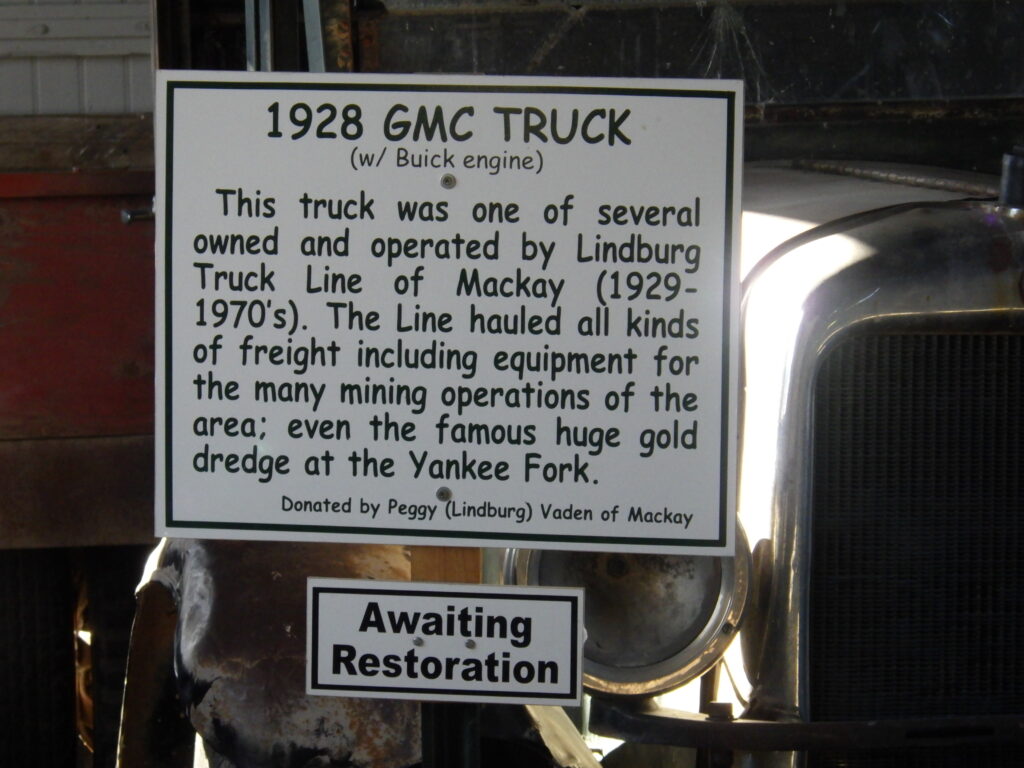 1928 GMC TRUCK
(w/ Buick engine)
This truck was one of several
owned and operated by Lindburg
Truck Line of Mackay (1929-
1970's). The Line hauled all kinds
of freight including equipment for
the many mining operations of the
area; even the famous huge gold
dredge at the Yankee Fork.
Donated by Peggy (Lindburg) Vaden of Mackay
Awaiting
Restoration